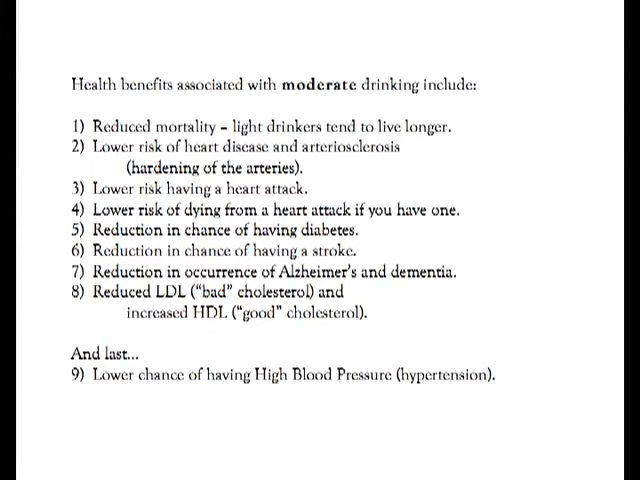 Health benefits associated with moderate drinking include:
1) Reduced mortality – light drinkers tend to live longer.
2) Lower risk of heart disease and arteriosclerosis
(hardening of the arteries).
3) Lower risk having a heart attack.
4) Lower risk of dying from a heart attack if you have one.
5) Reduction in chance of having diabetes.
6) Reduction in chance of having a stroke.
7) Reduction in occurrence of Alzheimer's and dementia.
8) Reduced LDL ("bad" cholesterol) and
increased HDL ("good" cholesterol).
And last...
9) Lower chance of having High Blood Pressure (hypertension).